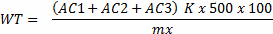 WT = (AC1 + AC2 + AC3) K x 500 x 100
mx